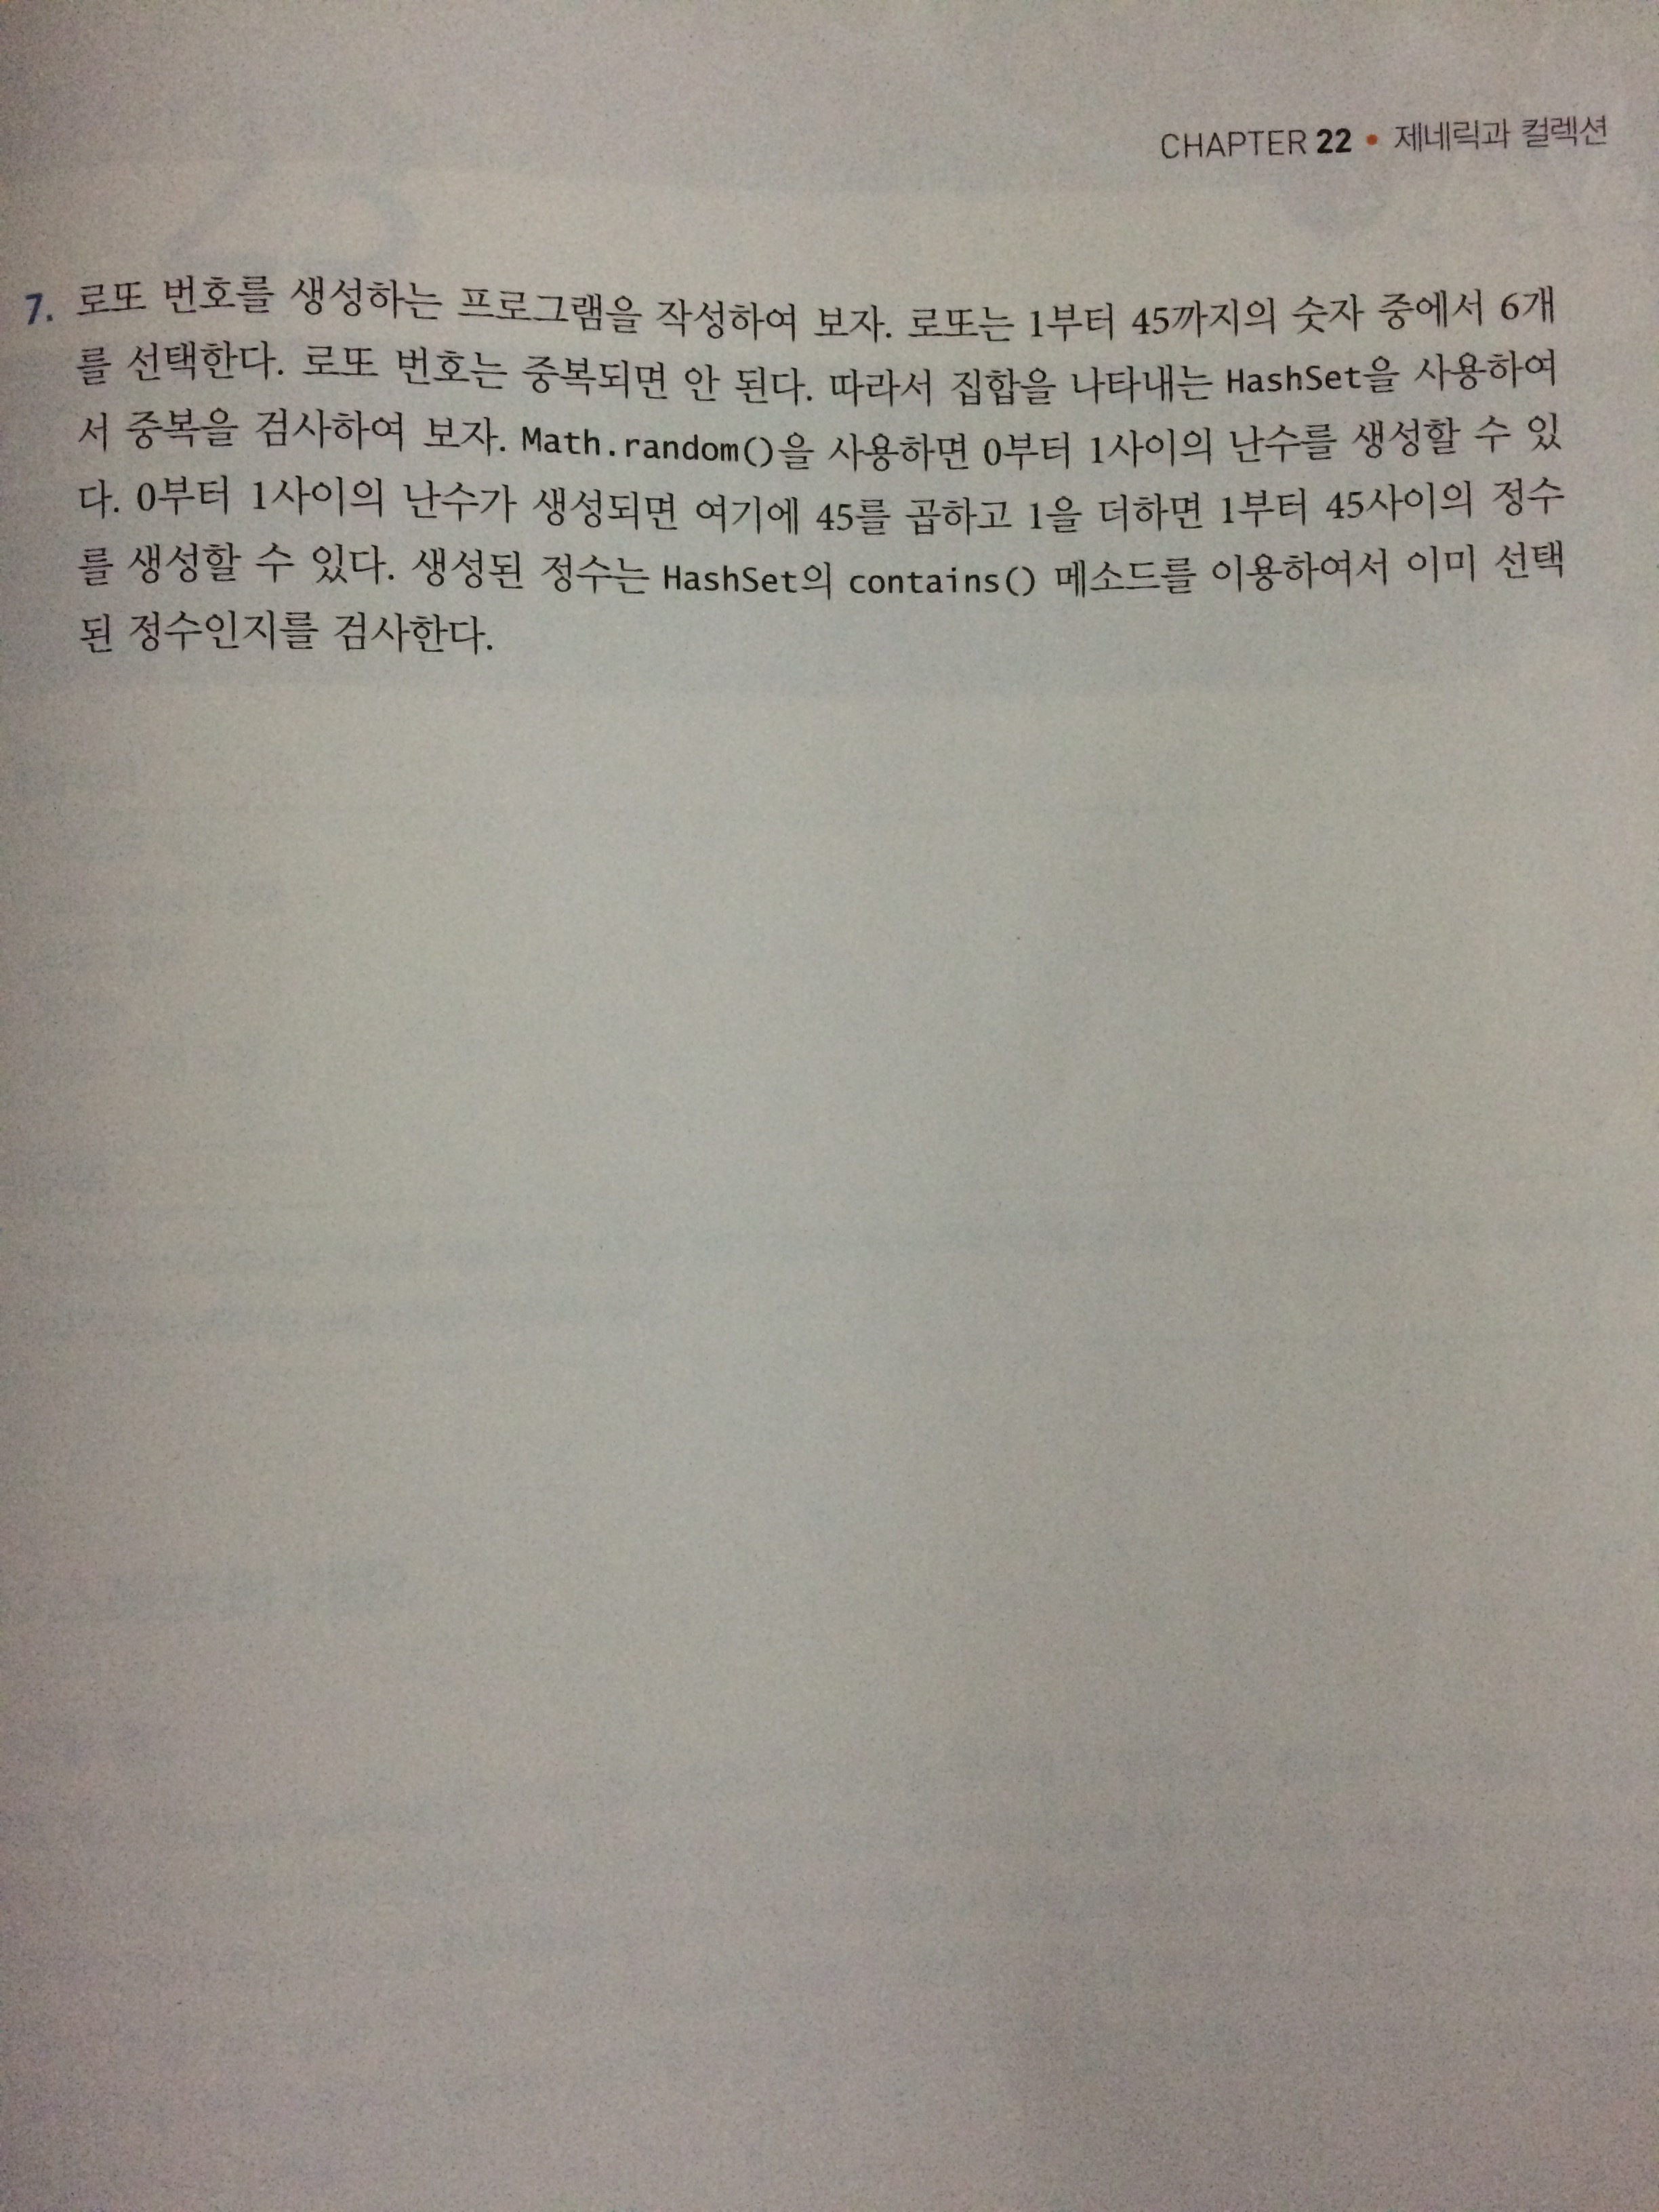 CHAPTER 22 • 제네릭과 컬렉션
7. 로또 번호를 생성하는 프로그램을 작성하여 보자. 로또는 1부터 45까지의 숫자 중에서 6개
를 선택한다. 로또 번호는 중복되면 안 된다. 따라서 집합을 나타내는 HashSet을 사용하여
서 중복을 검사하여 보자. Math.random()을 사용하면 0부터 1사이의 난수를 생성할 수 있
다. 0부터 1사이의 난수가 생성되면 여기에 45를 곱하고 1을 더하면 1부터 45사이의 정수
를 생성할 수 있다. 생성된 정수는 HashSet의 contains() 메소드를 이용하여서 이미 선택
된 정수인지를 검사한다.